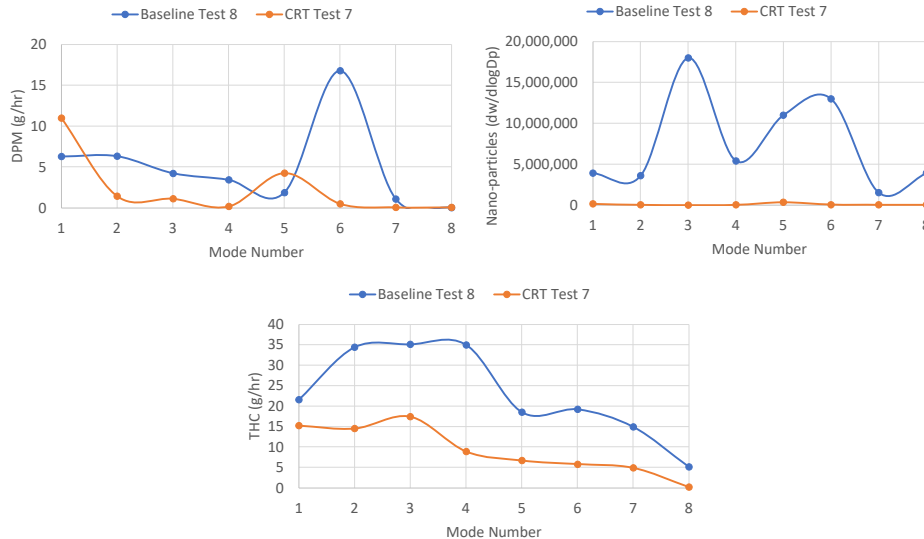 Baseline Test 8 CRT Test 7
DPM (g/hr)
20
15
10
5
0
1 2 3 4 5 6 7 8
Mode Number
Baseline Test 8 CRT Test 7
Nano-particles (dw/dlogDp)
20,000,000
15,000,000
10,000,000
5,000,000
0
1 2 3 4 5 6 7 8
Mode Number
Baseline Test 8 CRT Test 7
THC (g/hr)
40
35
30
25
20
15
10
5
0
1 2 3 4 5 6 7 8
Mode Number